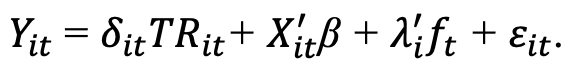 Y_{it} = δ_{it}TR_{it} + X′_{it}β + λ′_{i}f_{t} + ε_{it}.